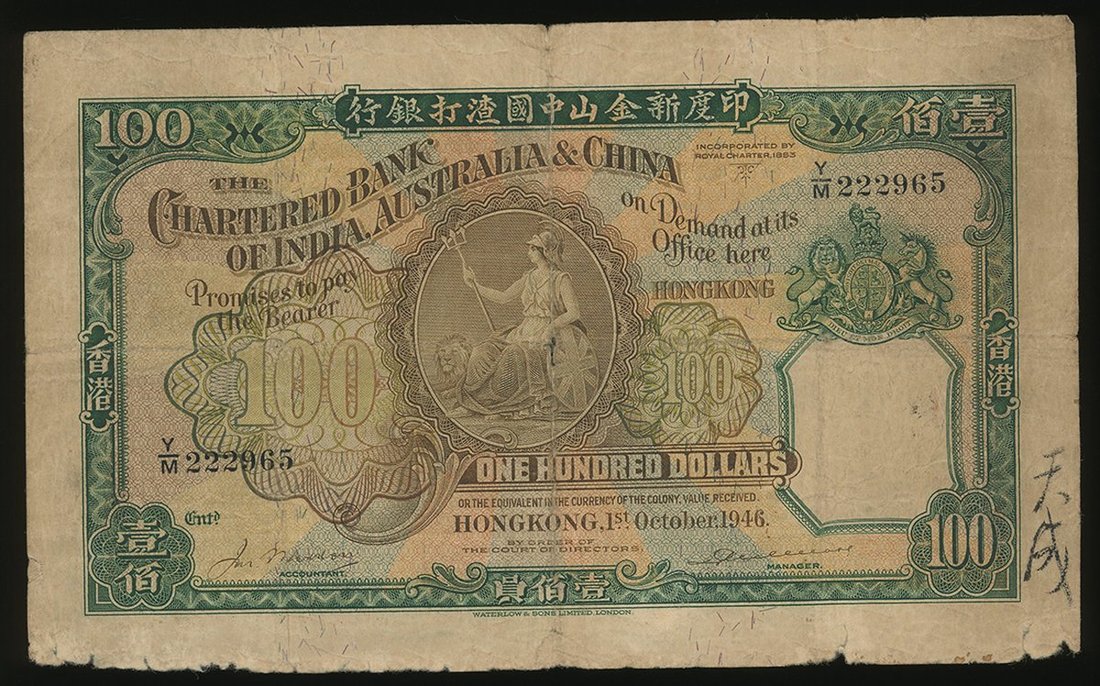 印度新金山中國渣打銀行
100
壹佰
THE
CHARTERED BANK
OF INDIA, AUSTRALIA & CHINA
INCORPORATED BY
ROYAL CHARTER, 1853
Y/M 222965
Promises to pay
the Bearer
on Demand at its
Office here
HONGKONG
DIEU ET MON DROIT
香港
香港
100
100
Y/M 222965
ONE HUNDRED DOLLARS
OR THE EQUIVALENT IN THE CURRENCY OF THE COLONY, VALUE RECEIVED.
HONGKONG, 1ST October, 1946.
BY ORDER OF
THE COURT OF DIRECTORS,
Entd
ACCOUNTANT.
MANAGER.
壹佰
壹佰員
100
WATERLOW & SONS LIMITED, LONDON.
天成